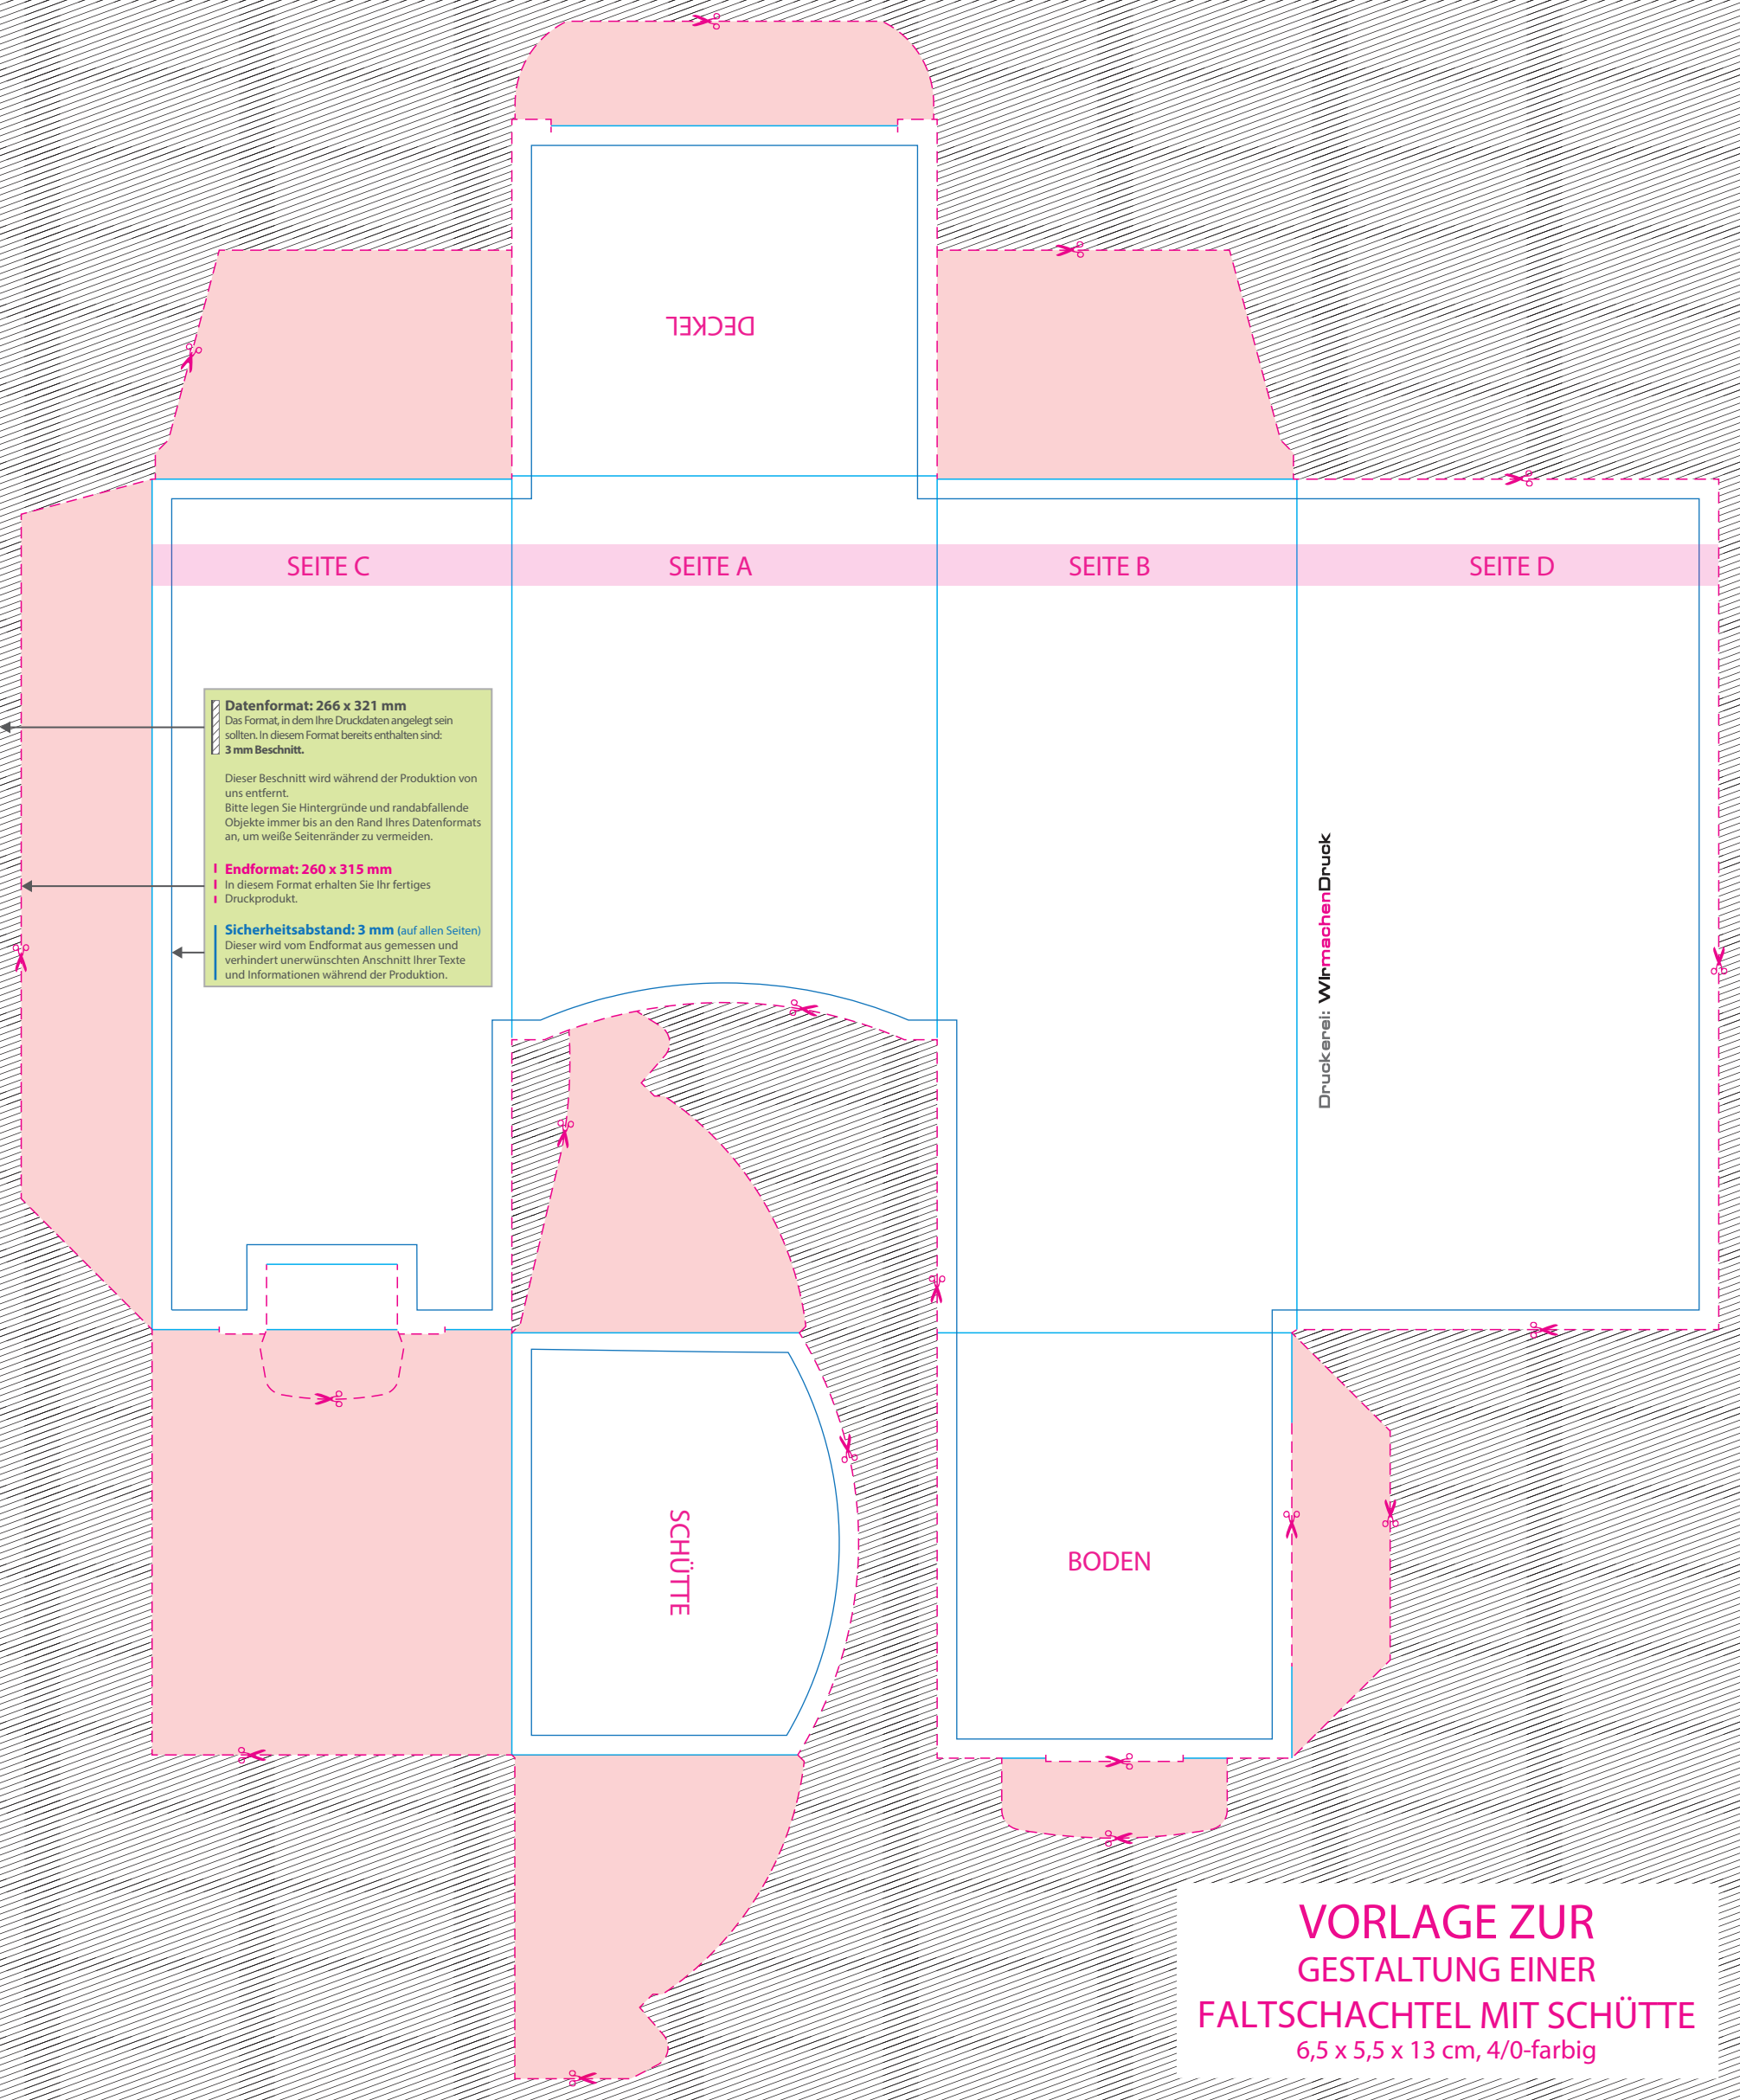 DECKEL
SEITE C
SEITE A
SEITE B
SEITE D
Datenformat: 266 x 321 mm
Das Format, in dem Ihre Druckdaten angelegt sein
sollten. In diesem Format bereits enthalten sind:
3 mm Beschnitt.
Dieser Beschnitt wird während der Produktion von
uns entfernt.
Bitte legen Sie Hintergründe und randabfallende
Objekte immer bis an den Rand Ihres Datenformats
an, um weiße Seitenränder zu vermeiden.
Endformat: 260 x 315 mm
In diesem Format erhalten Sie Ihr fertiges
Druckprodukt.
Sicherheitsabstand: 3 mm (auf allen Seiten)
Dieser wird vom Endformat aus gemessen und
verhindert unerwünschten Anschnitt Ihrer Texte
und Informationen während der Produktion.
Druckerei: WIrmachenDruck
SCHÜTTE
BODEN
VORLAGE ZUR
GESTALTUNG EINER
FALTSCHACHTEL MIT SCHÜTTE
6,5 x 5,5 x 13 cm, 4/0-farbig